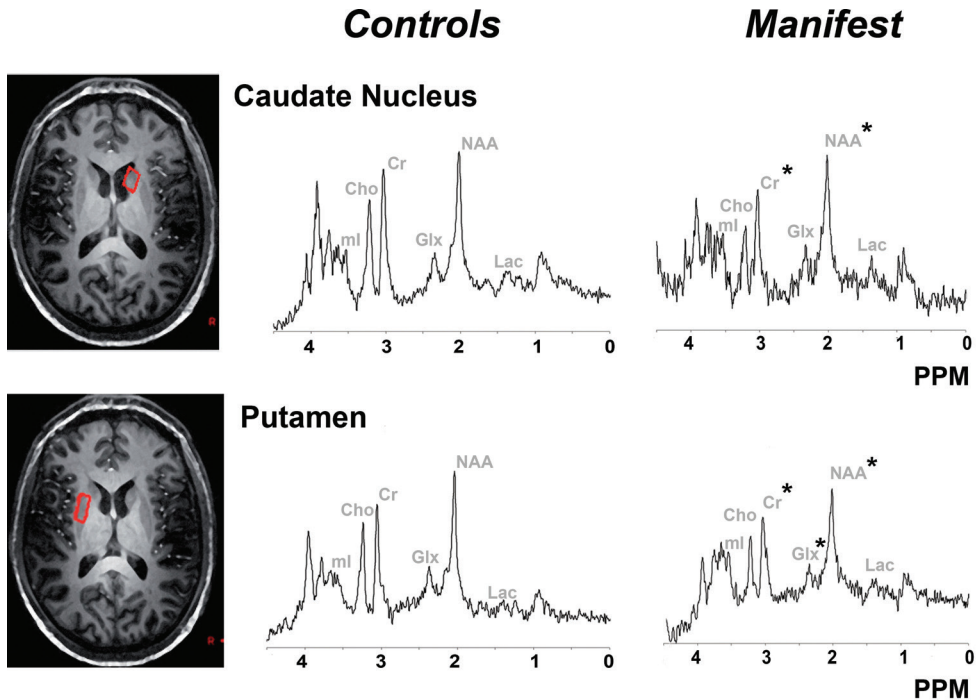 Controls Manifest
Caudate Nucleus
NAA
Cr
Cho
mI
Glx
Lac
4 3 2 1 0
NAA*
Cr *
Cho
mI
Glx
Lac
4 3 2 1 0
PPM
R
Putamen
NAA
Cr
Cho
mI
Glx
Lac
4 3 2 1 0
NAA*
Cr *
Cho
mI
Glx*
Lac
4 3 2 1 0
PPM
R